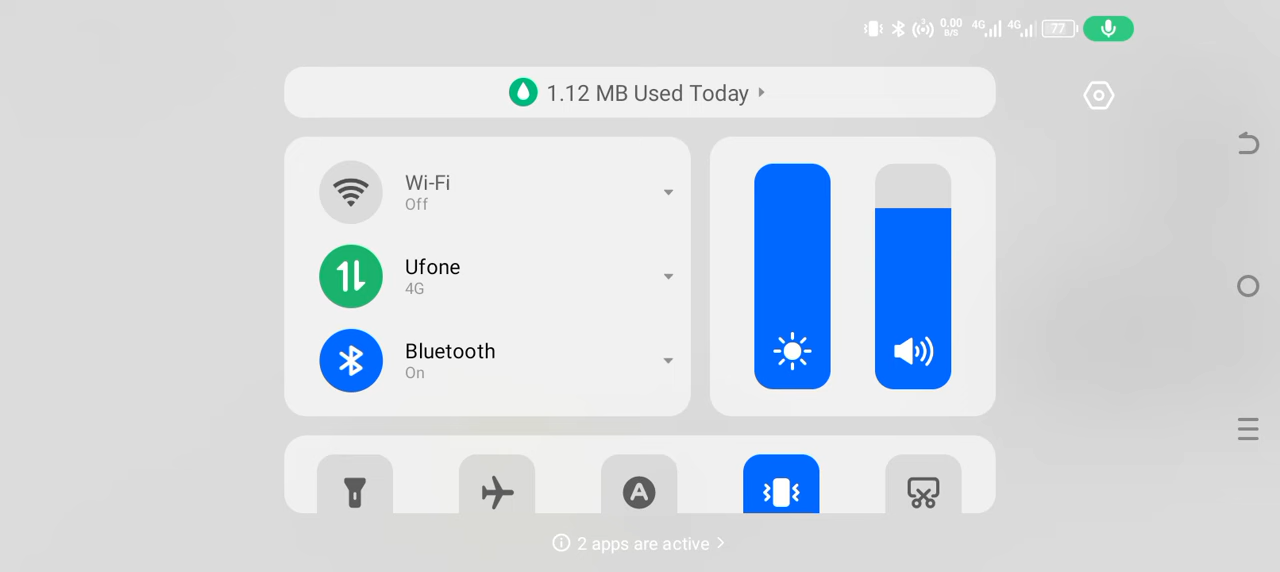 3
0.00
B/S
4G
4G
77
1.12 MB Used Today
Wi-Fi
Off
Ufone
4G
Bluetooth
On
A
2 apps are active